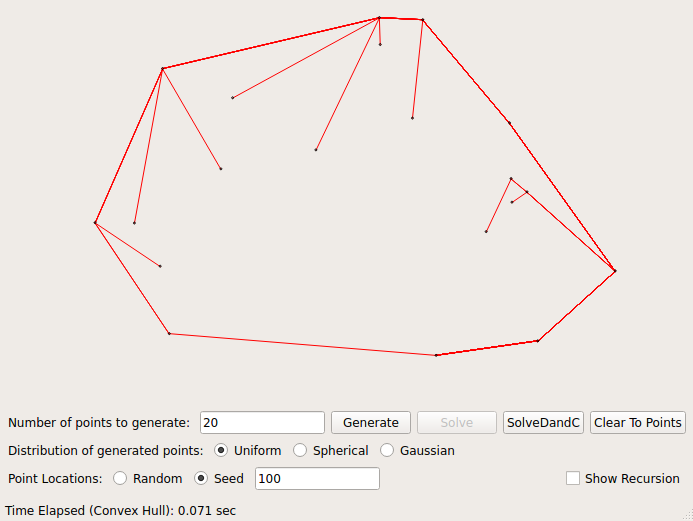 Number of points to generate: 20 Generate Solve SolveDandC Clear To Points
Distribution of generated points: Uniform Spherical Gaussian
Point Locations: Random Seed 100 Show Recursion
Time Elapsed (Convex Hull): 0.071 sec